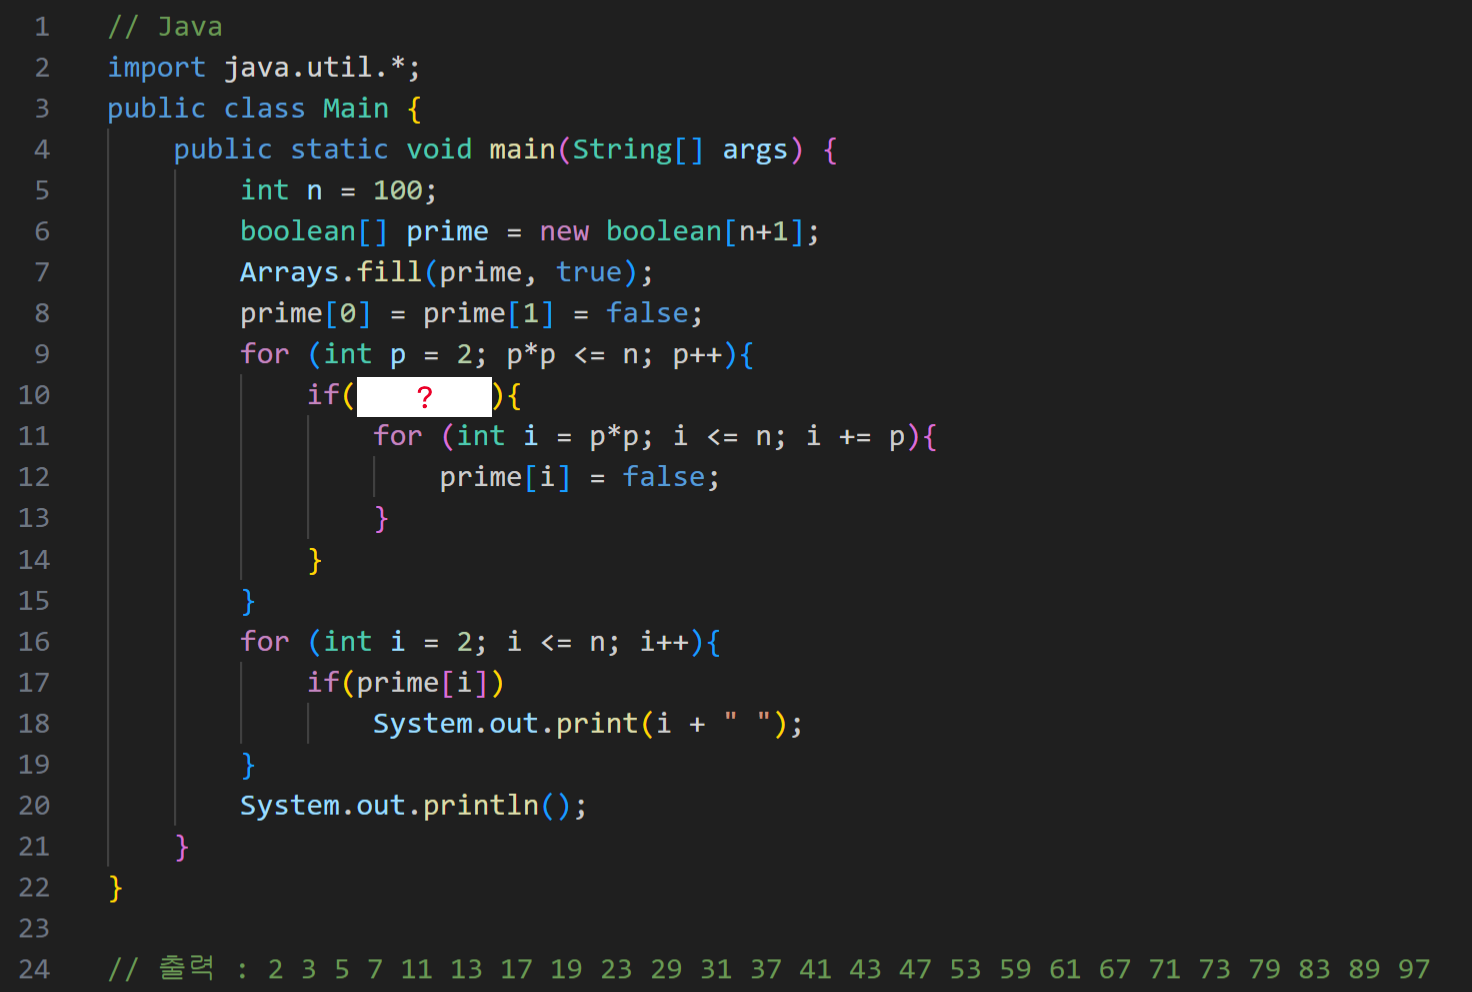 1 // Java
2 import java.util.*;
3 public class Main {
4 public static void main(String[] args) {
5 int n = 100;
6 boolean[] prime = new boolean[n+1];
7 Arrays.fill(prime, true);
8 prime[0] = prime[1] = false;
9 for (int p = 2; p*p <= n; p++){
10 if( ? ){
11 for (int i = p*p; i <= n; i += p){
12 prime[i] = false;
13 }
14 }
15 }
16 for (int i = 2; i <= n; i++){
17 if(prime[i])
18 System.out.print(i + " ");
19 }
20 System.out.println();
21 }
22 }
23
24 // 출력 : 2 3 5 7 11 13 17 19 23 29 31 37 41 43 47 53 59 61 67 71 73 79 83 89 97